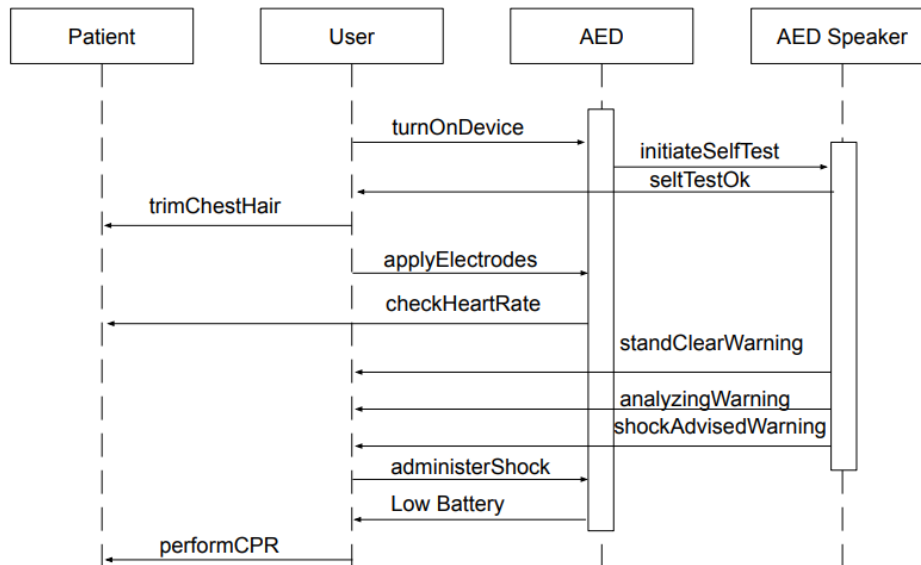 Patient
User
AED
AED Speaker
turnOnDevice
initiateSelfTest
seltTestOk
trimChestHair
applyElectrodes
checkHeartRate
standClearWarning
analyzingWarning
shockAdvisedWarning
administerShock
Low Battery
performCPR